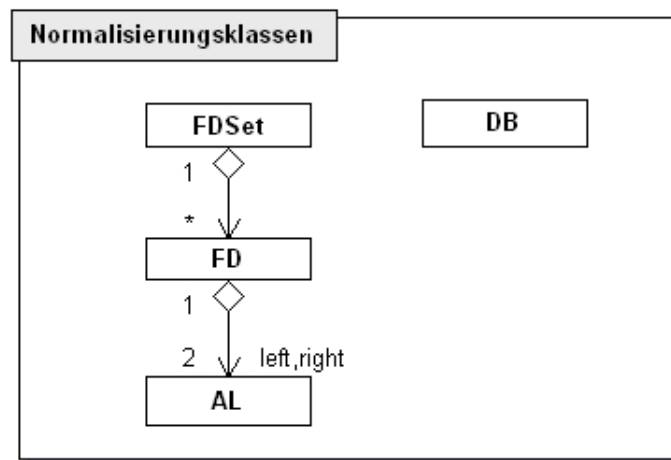 Normalisierungsklassen
FDSet
DB
1
*
FD
1
2 left,right
AL